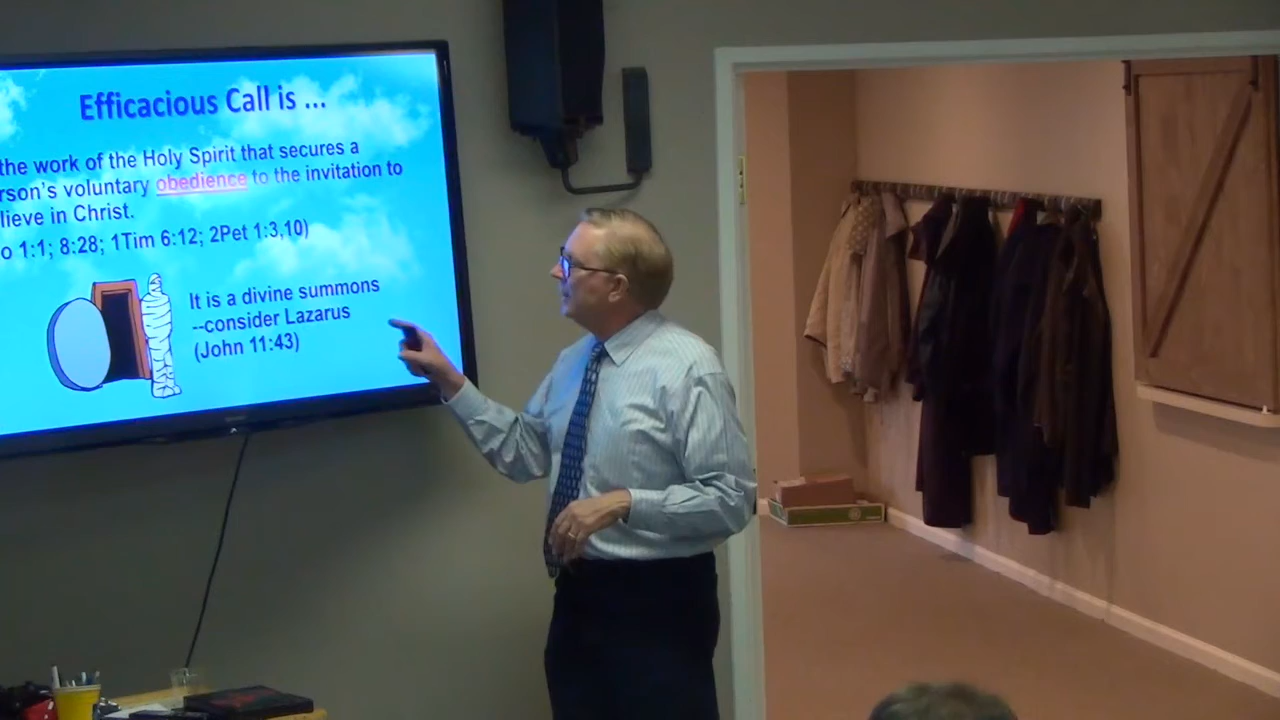 Efficacious Call is ...
the work of the Holy Spirit that secures a
rson's voluntary obedience to the invitation to
lieve in Christ.
o 1:1; 8:28; 1Tim 6:12; 2Pet 1:3,10)
It is a divine summons
--consider Lazarus
(John 11:43)